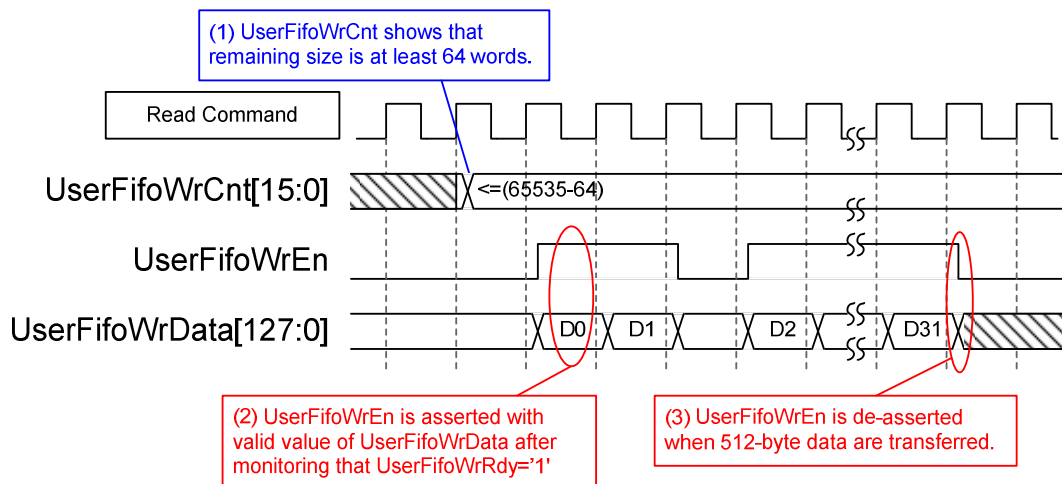 (1) UserFifoWrCnt shows that
remaining size is at least 64 words.
Read Command
UserFifoWrCnt[15:0]
<=(65535-64)
UserFifoWrEn
UserFifoWrData[127:0]
D0
D1
D2
D31
(2) UserFifoWrEn is asserted with
valid value of UserFifoWrData after
monitoring that UserFifoWrRdy='1'
(3) UserFifoWrEn is de-asserted
when 512-byte data are transferred.